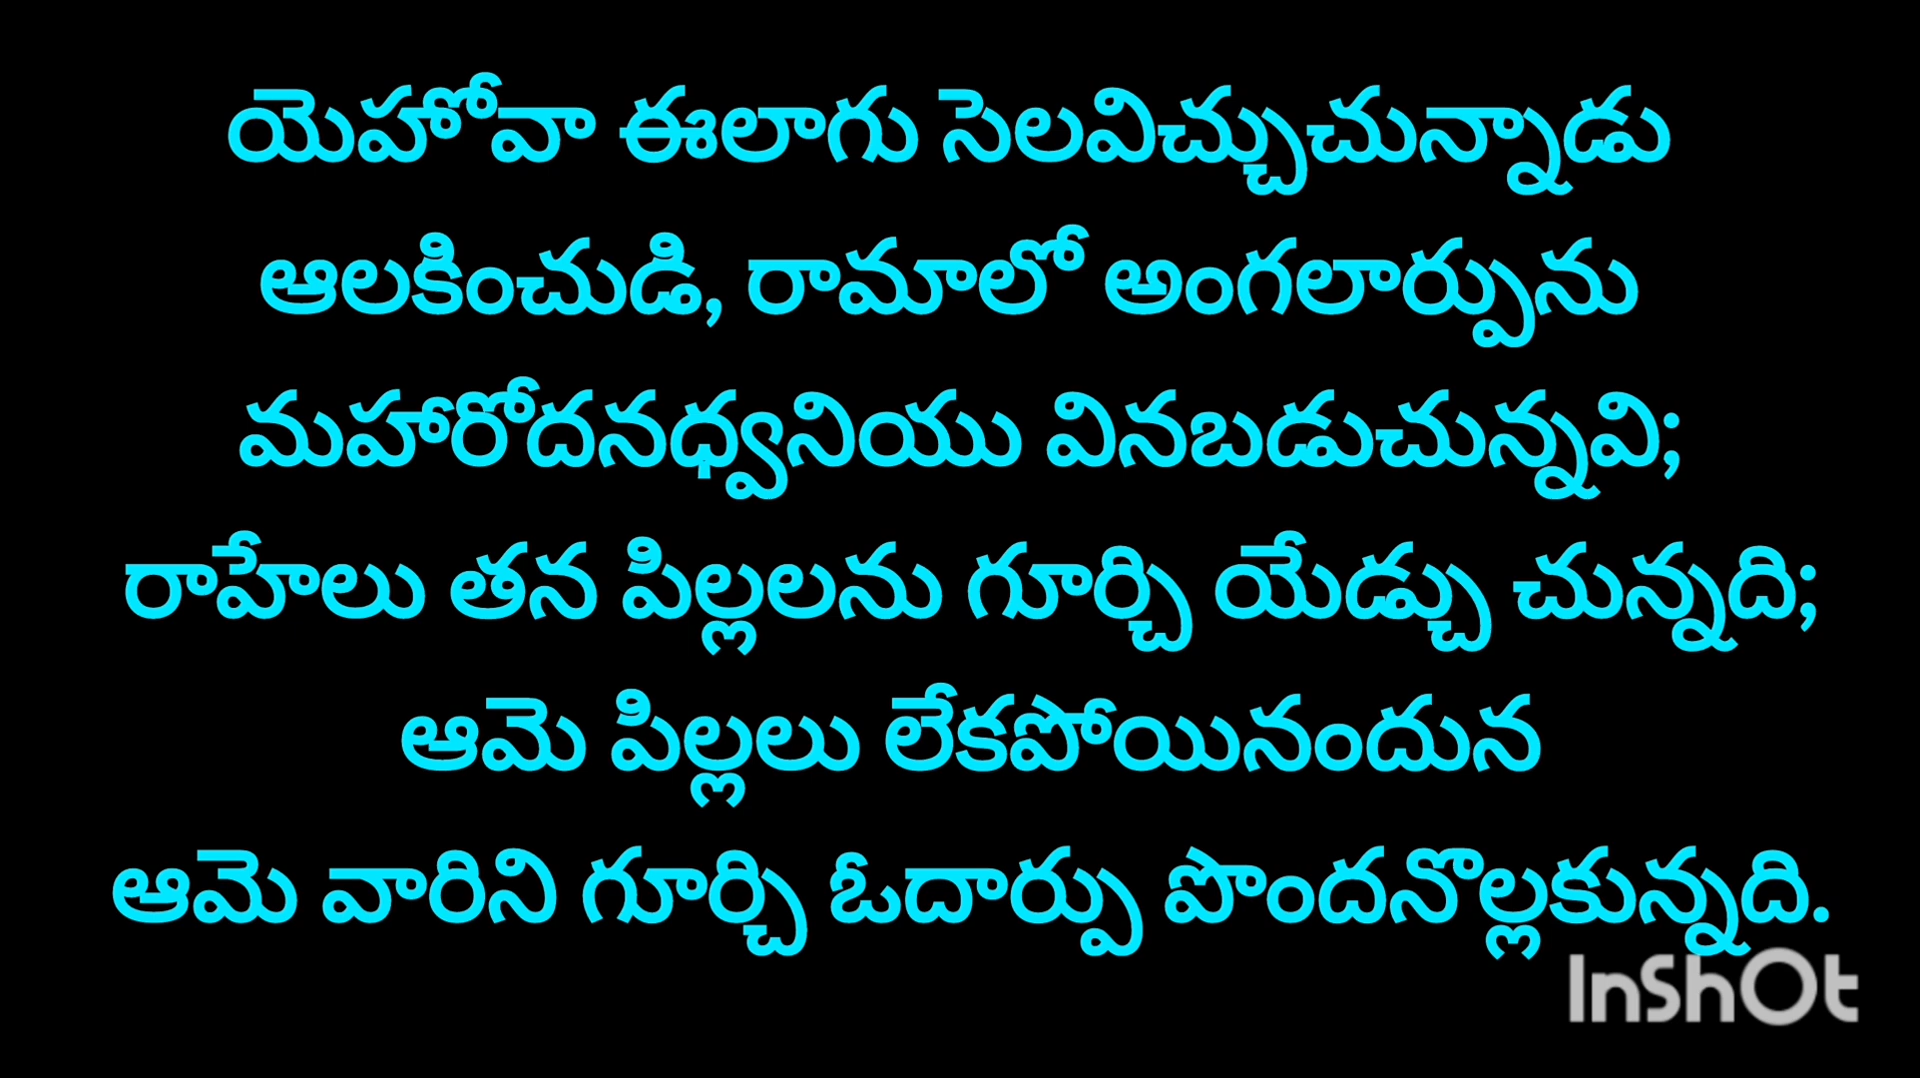 యెహోవా ఈలాగు సెలవిచ్చుచున్నాడు
ఆలకించుడి, రామాలో అంగలార్పును
మహారోదనధ్వనియు వినబడుచున్నవి;
రాహేలు తన పిల్లలను గూర్చి యేడ్చు చున్నది;
ఆమె పిల్లలు లేకపోయినందున
ఆమె వారిని గూర్చి ఓదార్పు పొందనొల్లకున్నది.
InShOt